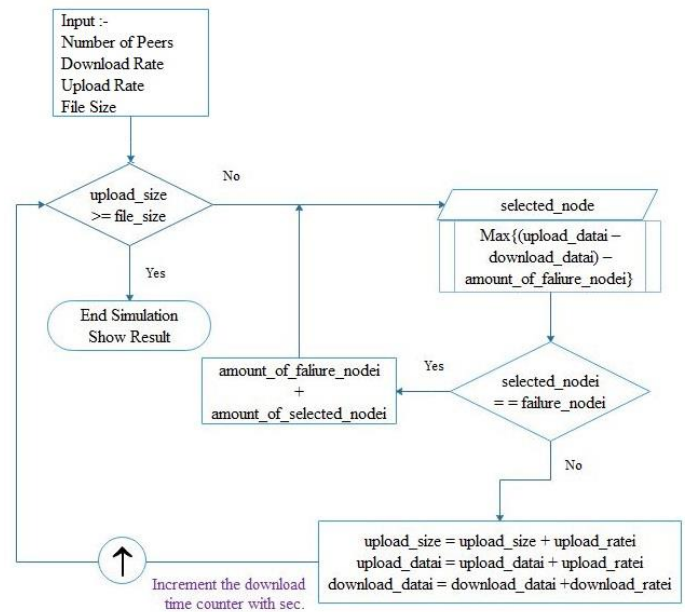 Input :-
Number of Peers
Download Rate
Upload Rate
File Size
No
upload_size
>= file_size
selected_node
Max{(upload_datai –
download_datai) –
amount_of_faliure_nodei}
Yes
End Simulation
Show Result
amount_of_faliure_nodei
+
amount_of_selected_nodei
Yes
selected_nodei
= = failure_nodei
No
upload_size = upload_size + upload_ratei
upload_datai = upload_datai + upload_ratei
download_datai = download_datai +download_ratei
Increment the download
time counter with sec.